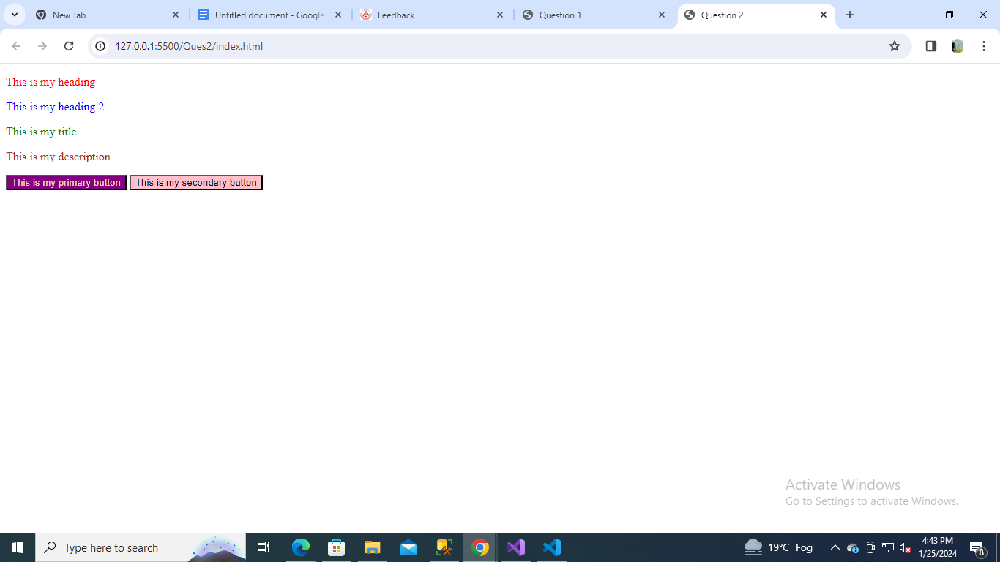 New Tab
Untitled document - Google
Feedback
Question 1
Question 2
127.0.0.1:5500/Ques2/index.html
This is my heading
This is my heading 2
This is my title
This is my description
This is my primary button This is my secondary button
Activate Windows
Go to Settings to activate Windows.
Type here to search
19°C Fog
4:43 PM
1/25/2024
8